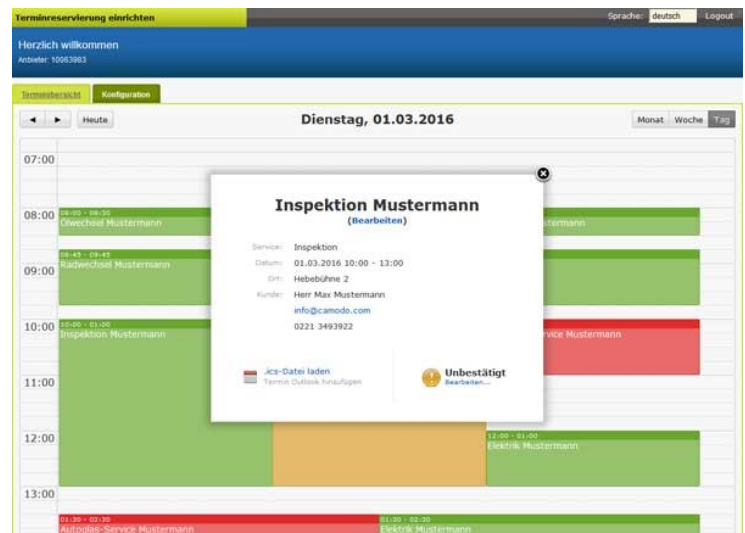 Terminreservierung einrichten
Sprache: deutsch Logout
Herzlich willkommen
Anbieter: 10063983
Terminübersicht Konfiguration
◄ ► Heute Dienstag, 01.03.2016 Monat Woche Tag
07:00
08:00
08:00 - 08:30
Ölwechsel Mustermann
stermann
09:00
08:45 - 09:45
Radwechsel Mustermann
10:00
10:00 - 01:00
Inspektion Mustermann
rvice Mustermann
11:00
12:00
12:00 - 01:00
Elektrik Mustermann
13:00
01:30 - 02:30
Autoglas-Service Mustermann
01:30 - 02:30
Elektrik Mustermann
Inspektion Mustermann
(Bearbeiten)
Service: Inspektion
Datum: 01.03.2016 10:00 - 13:00
Ort: Hebebühne 2
Kunde: Herr Max Mustermann
info@camodo.com
0221 3493922
.ics-Datei laden
Termin Outlook hinzufügen
Unbestätigt
Bearbeiten...